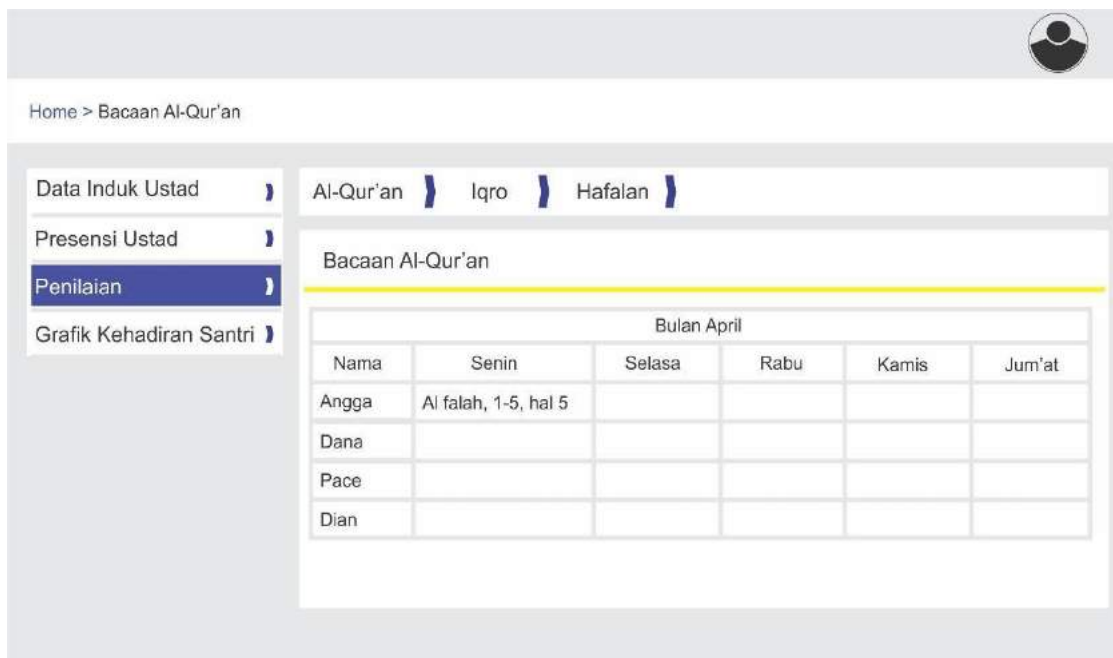 Home > Bacaan Al-Qur'an
Data Induk Ustad
Presensi Ustad
Penilaian
Grafik Kehadiran Santri
Al-Qur'an Iqro Hafalan
Bacaan Al-Qur'an
Bulan April
Nama Senin Selasa Rabu Kamis Jum'at
Angga Al falah, 1-5, hal 5
Dana
Pace
Dian